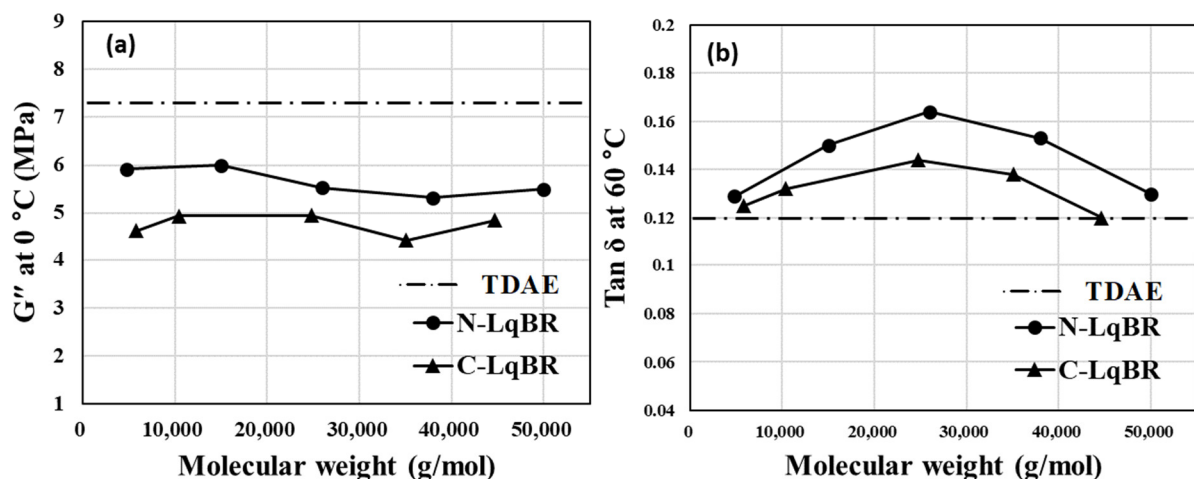 (a)
G″ at 0 °C (MPa)
9
8
7
6
5
4
3
2
1
0
10,000
20,000
30,000
40,000
50,000
Molecular weight (g/mol)
TDAE
N-LqBR
C-LqBR
(b)
Tan δ at 60 °C
0.2
0.18
0.16
0.14
0.12
0.1
0.08
0.06
0.04
0
10,000
20,000
30,000
40,000
50,000
Molecular weight (g/mol)
TDAE
N-LqBR
C-LqBR